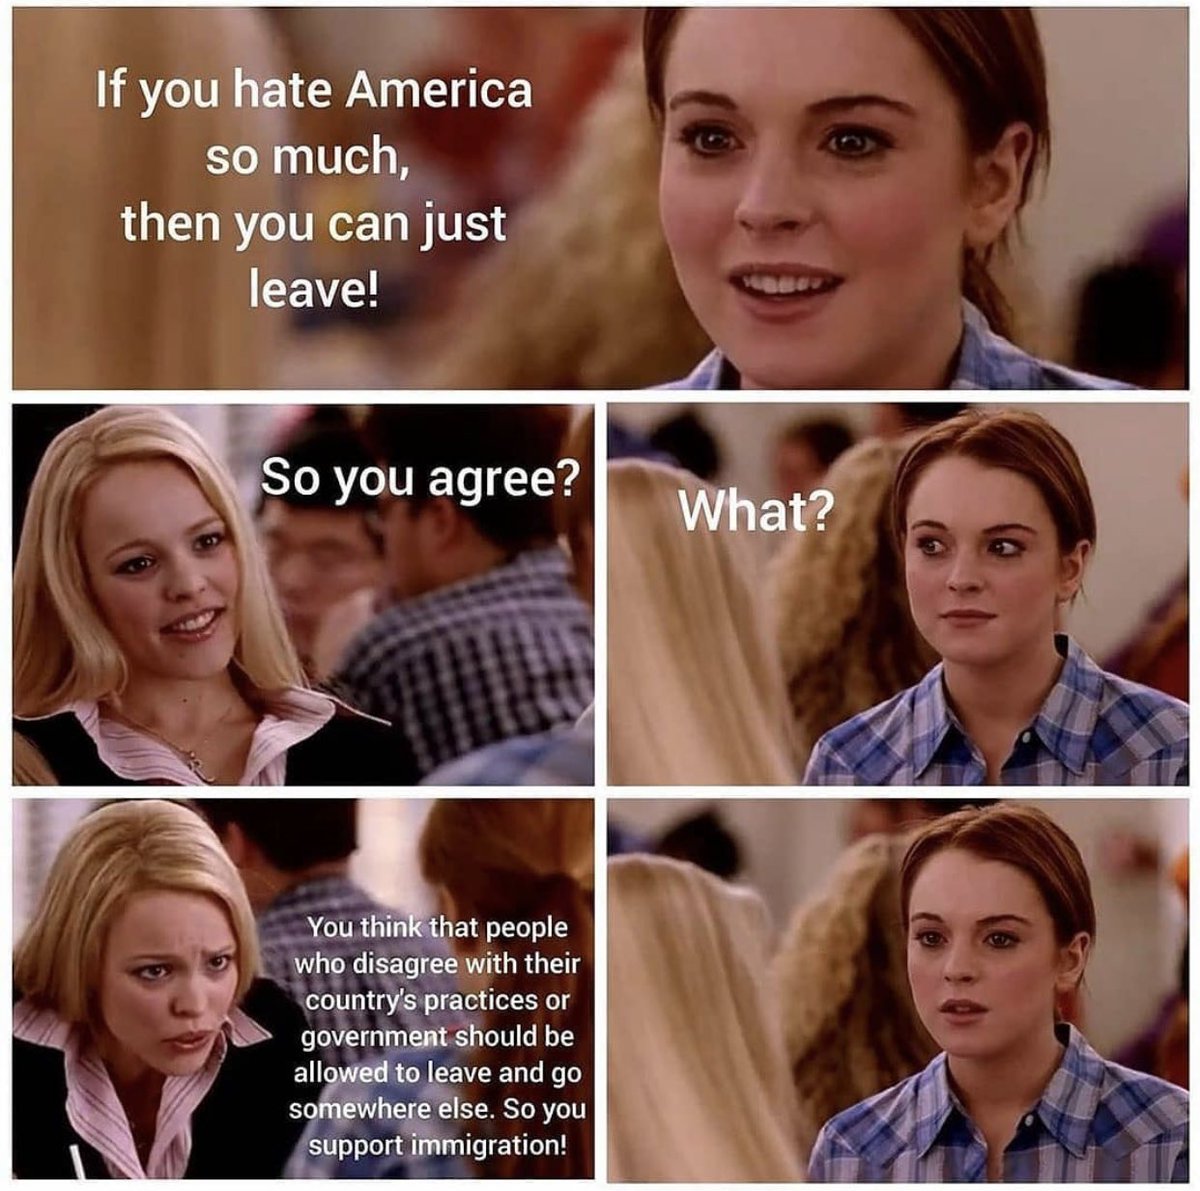 If you hate America
so much,
then you can just
leave!
So you agree?
What?
You think that people
who disagree with their
country's practices or
government should be
allowed to leave and go
somewhere else. So you
support immigration!